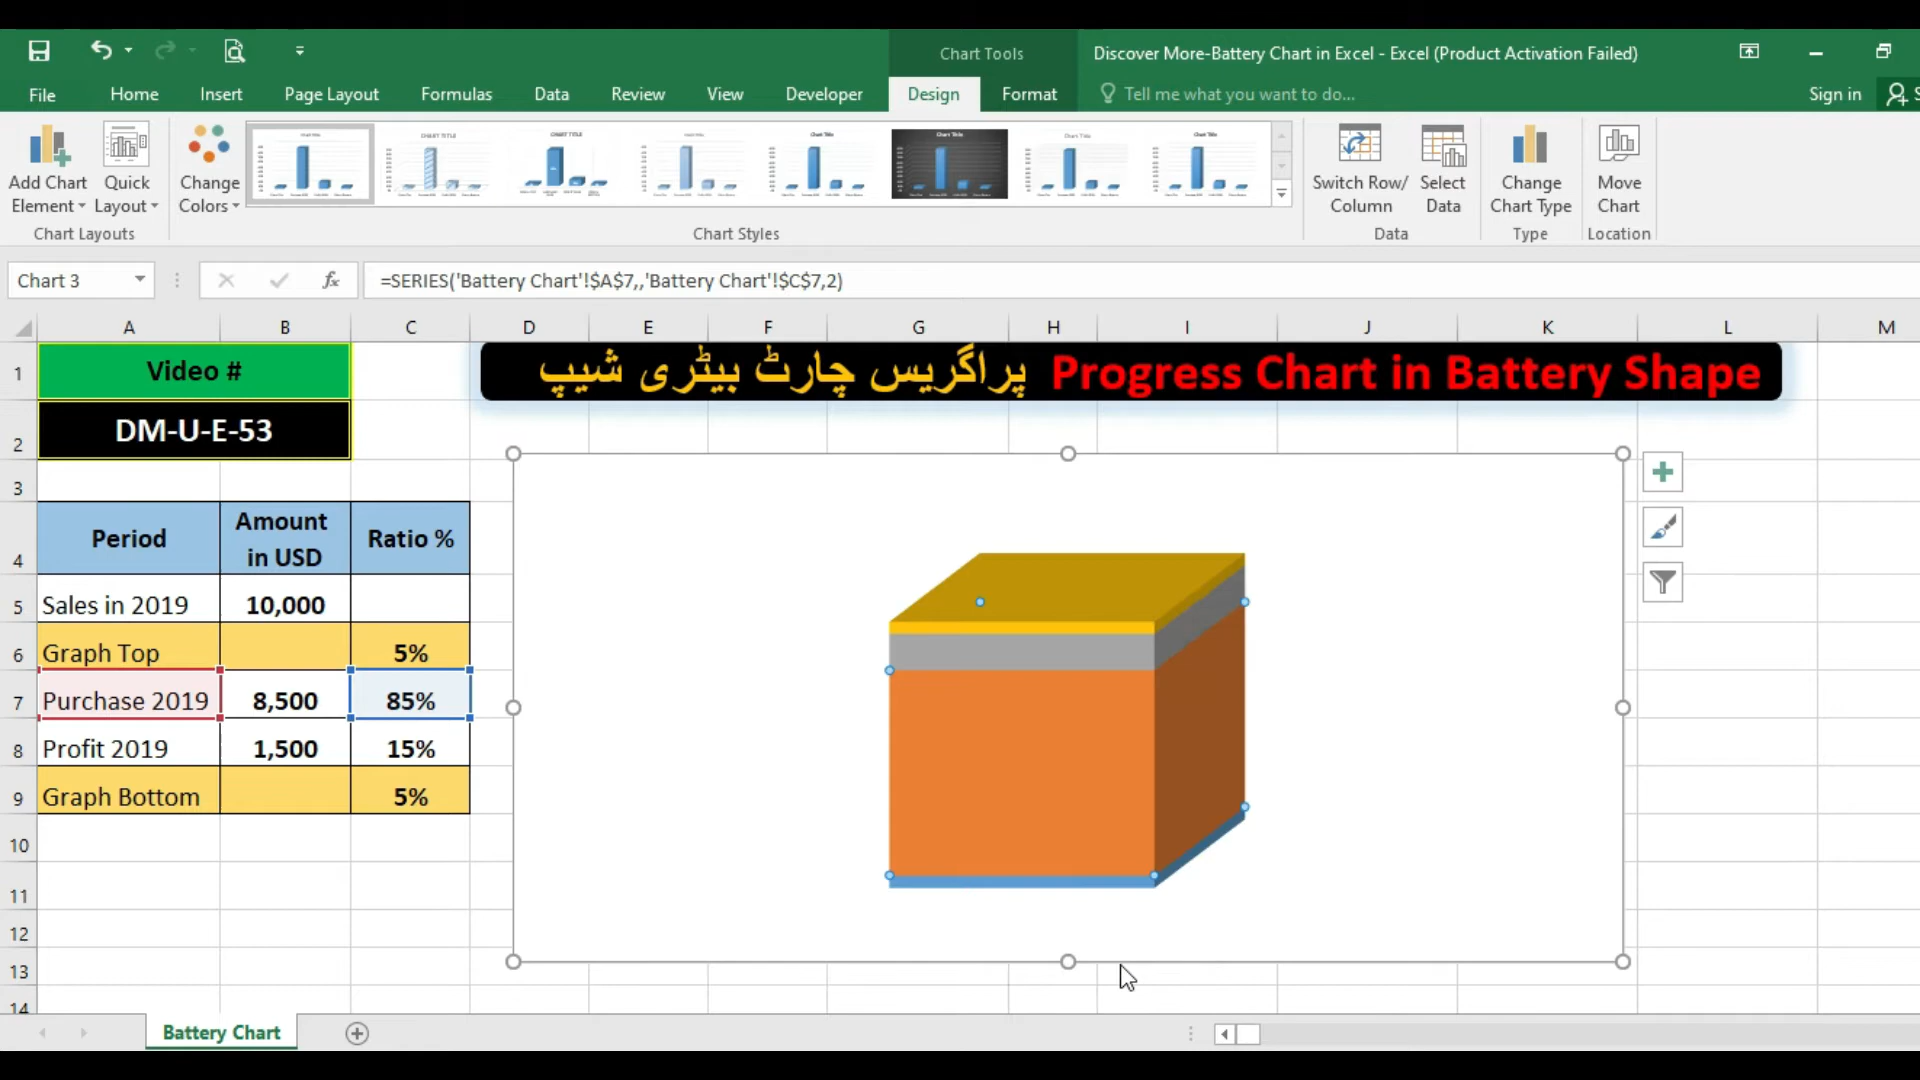 Chart Tools
Discover More-Battery Chart in Excel - Excel (Product Activation Failed)
File Home Insert Page Layout Formulas Data Review View Developer Design Format Tell me what you want to do... Sign in S
Add Chart Element
Quick Layout
Change Colors
Switch Row/ Column
Select Data
Change Chart Type
Move Chart
Chart Layouts Chart Styles Data Type Location
Chart 3 fx =SERIES('Battery Chart'!$A$7,,'Battery Chart'!$C$7,2)
A B C D E F G H I J K L M
1 Video #
پراگریس چارٹ بیٹری شیپ Progress Chart in Battery Shape
2 DM-U-E-53
3
4 Period Amount in USD Ratio %
5 Sales in 2019 10,000
6 Graph Top 5%
7 Purchase 2019 8,500 85%
8 Profit 2019 1,500 15%
9 Graph Bottom 5%
10
11
12
13
14
Battery Chart